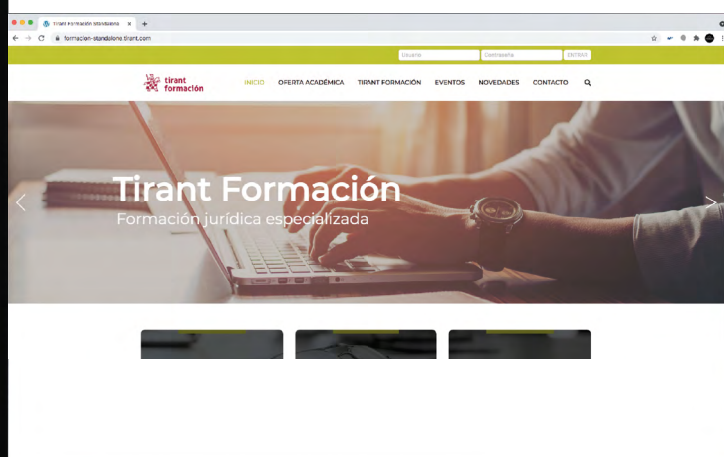 Tirant Formación Standalone
formacion-standalone.tirant.com
Usuario
Contraseña
ENTRAR
tirant
formación
INICIO
OFERTA ACADÉMICA
TIRANT FORMACIÓN
EVENTOS
NOVEDADES
CONTACTO
Tirant Formación
Formación jurídica especializada